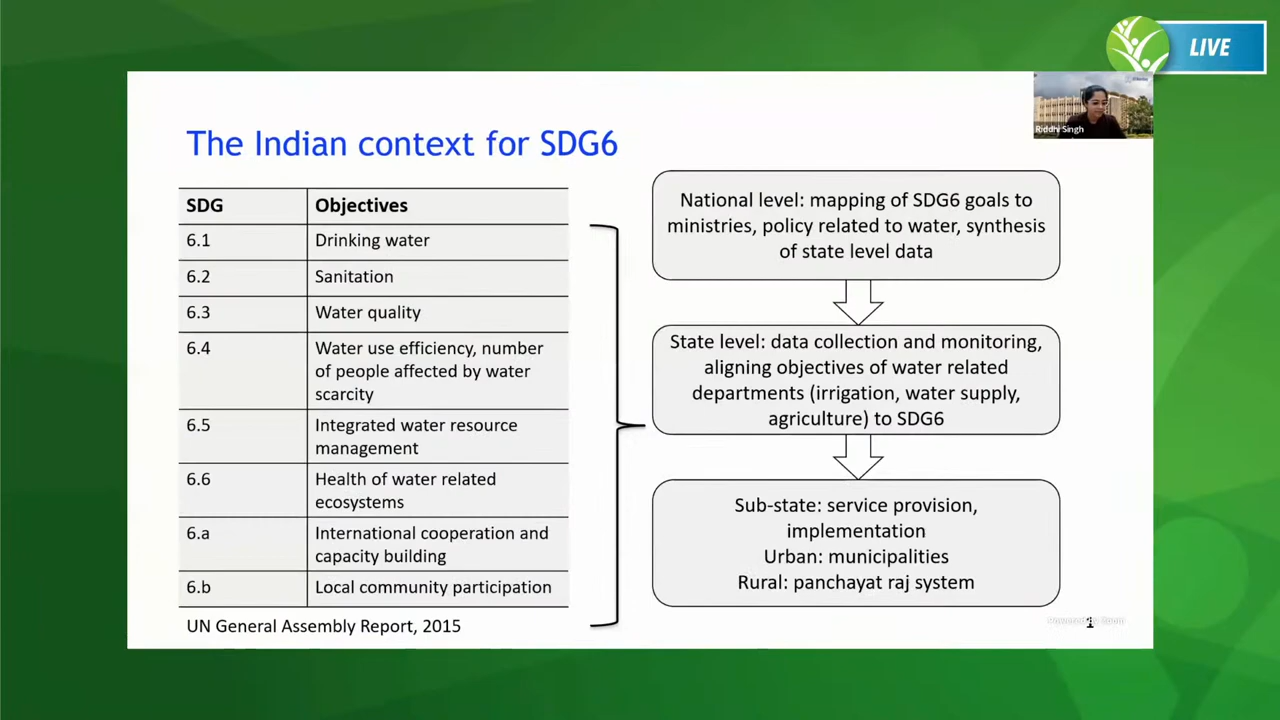 LIVE
Riddhi Singh
The Indian context for SDG6
SDG Objectives
6.1 Drinking water
6.2 Sanitation
6.3 Water quality
6.4 Water use efficiency, number
of people affected by water
scarcity
6.5 Integrated water resource
management
6.6 Health of water related
ecosystems
6.a International cooperation and
capacity building
6.b Local community participation
UN General Assembly Report, 2015
National level: mapping of SDG6 goals to
ministries, policy related to water, synthesis
of state level data
State level: data collection and monitoring,
aligning objectives of water related
departments (irrigation, water supply,
agriculture) to SDG6
Sub-state: service provision,
implementation
Urban: municipalities
Rural: panchayat raj system
1